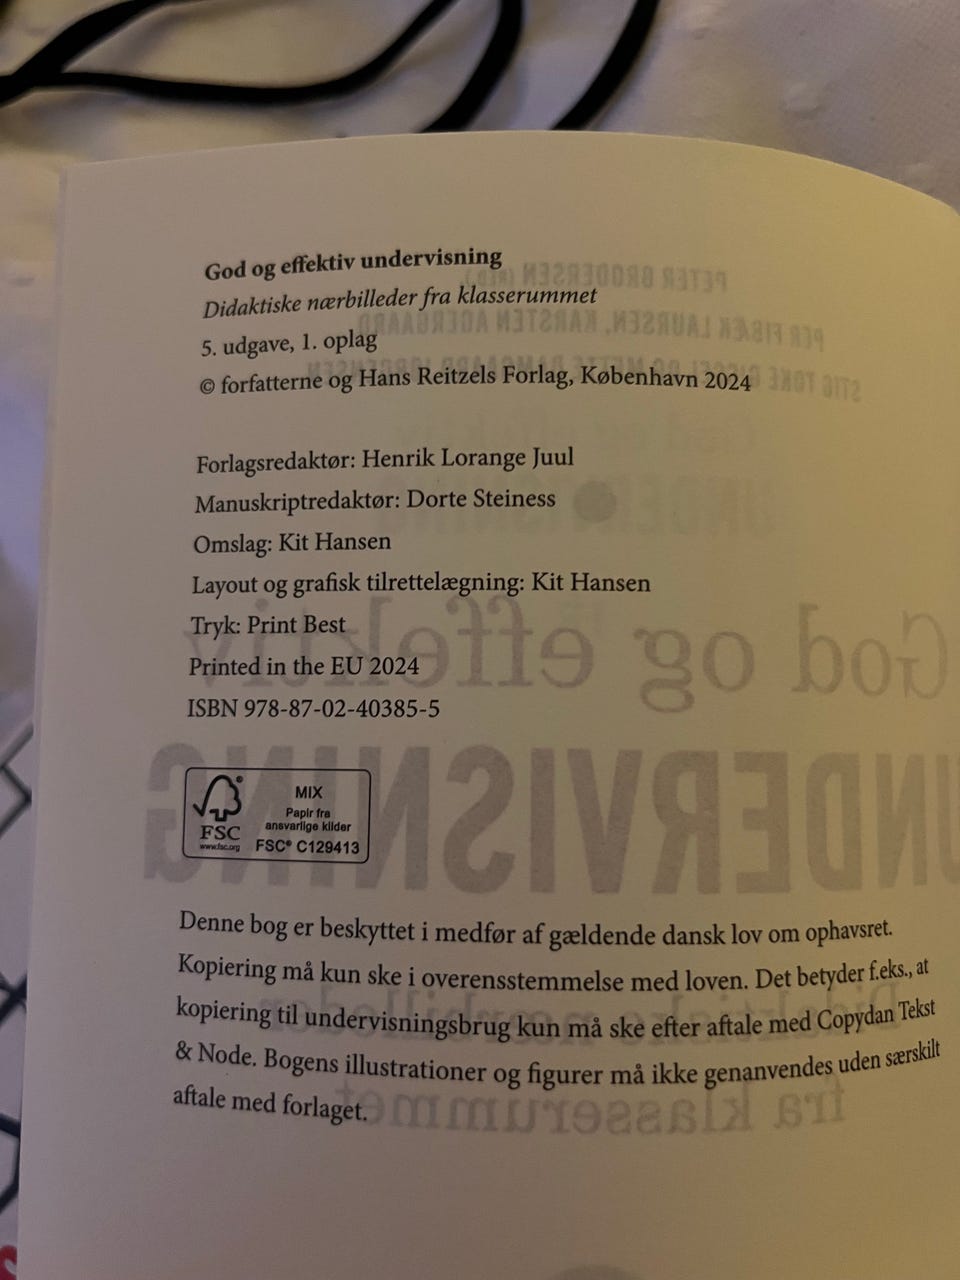 God og effektiv undervisning
Didaktiske nærbilleder fra klasserummet
5. udgave, 1. oplag
© forfatterne og Hans Reitzels Forlag, København 2024
Forlagsredaktør: Henrik Lorange Juul
Manuskriptredaktør: Dorte Steiness
Omslag: Kit Hansen
Layout og grafisk tilrettelægning: Kit Hansen
Tryk: Print Best
Printed in the EU 2024
ISBN 978-87-02-40385-5
FSC
www.fsc.org
MIX
Papir fra
ansvarlige kilder
FSC® C129413
Denne bog er beskyttet i medfør af gældende dansk lov om ophavsret.
Kopiering må kun ske i overensstemmelse med loven. Det betyder f.eks., at
kopiering til undervisningsbrug kun må ske efter aftale med Copydan Tekst
& Node. Bogens illustrationer og figurer må ikke genanvendes uden særskilt
aftale med forlaget.